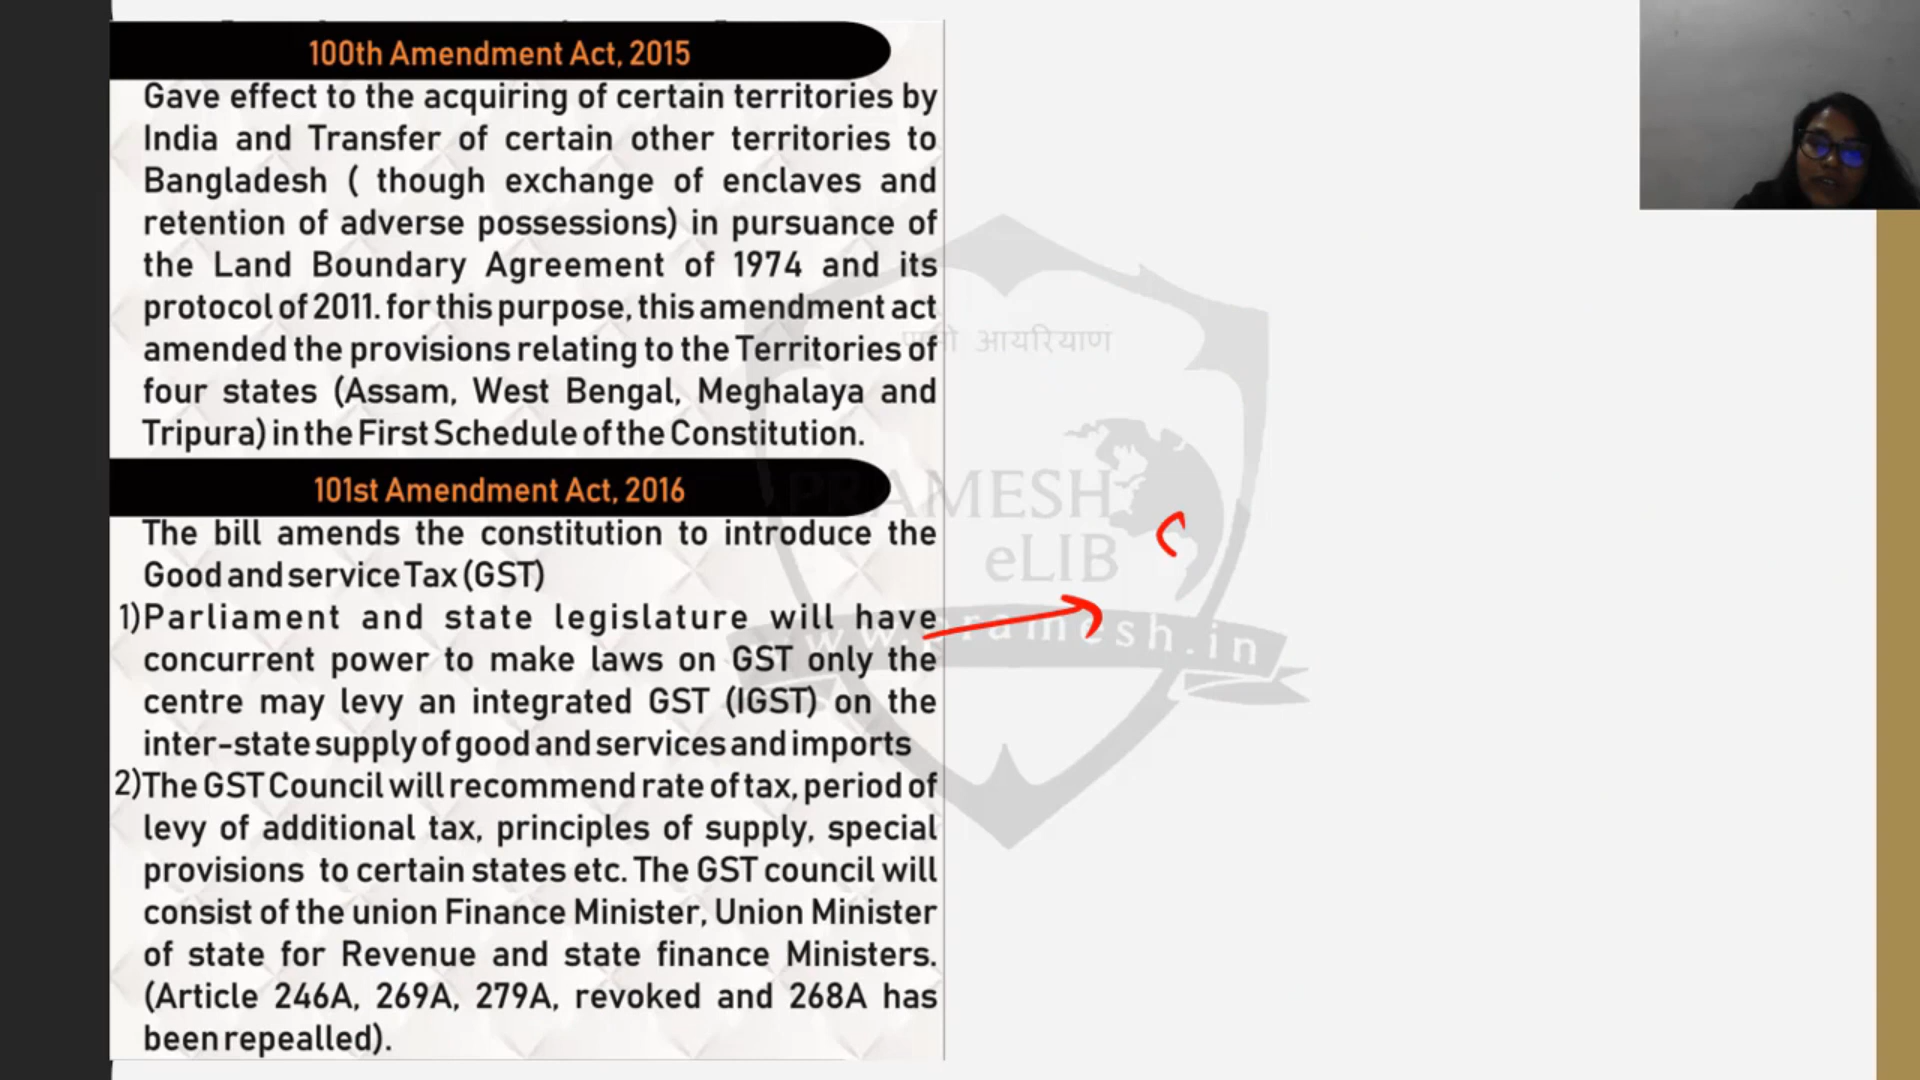 100th Amendment Act, 2015
Gave effect to the acquiring of certain territories by
India and Transfer of certain other territories to
Bangladesh ( though exchange of enclaves and
retention of adverse possessions) in pursuance of
the Land Boundary Agreement of 1974 and its
protocol of 2011. for this purpose, this amendment act
amended the provisions relating to the Territories of
four states (Assam, West Bengal, Meghalaya and
Tripura) in the First Schedule of the Constitution.
101st Amendment Act, 2016
The bill amends the constitution to introduce the
Good and service Tax (GST)
1)Parliament and state legislature will have
concurrent power to make laws on GST only the
centre may levy an integrated GST (IGST) on the
inter-state supply of good and services and imports
2)The GST Council will recommend rate of tax, period of
levy of additional tax, principles of supply, special
provisions to certain states etc. The GST council will
consist of the union Finance Minister, Union Minister
of state for Revenue and state finance Ministers.
(Article 246A, 269A, 279A, revoked and 268A has
been repealled).
आयरियाणं
PRAMESH
eLIB
www.pramesh.in